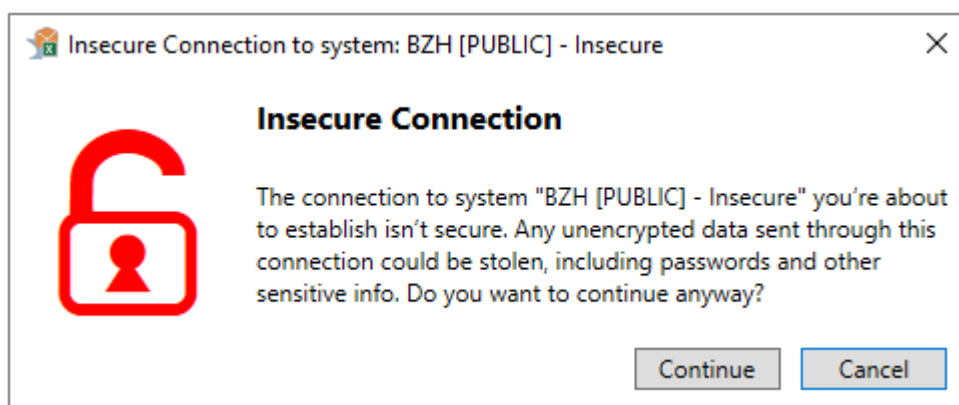 Insecure Connection to system: BZH [PUBLIC] - Insecure
Insecure Connection
The connection to system "BZH [PUBLIC] - Insecure" you’re about
to establish isn’t secure. Any unencrypted data sent through this
connection could be stolen, including passwords and other
sensitive info. Do you want to continue anyway?
Continue Cancel